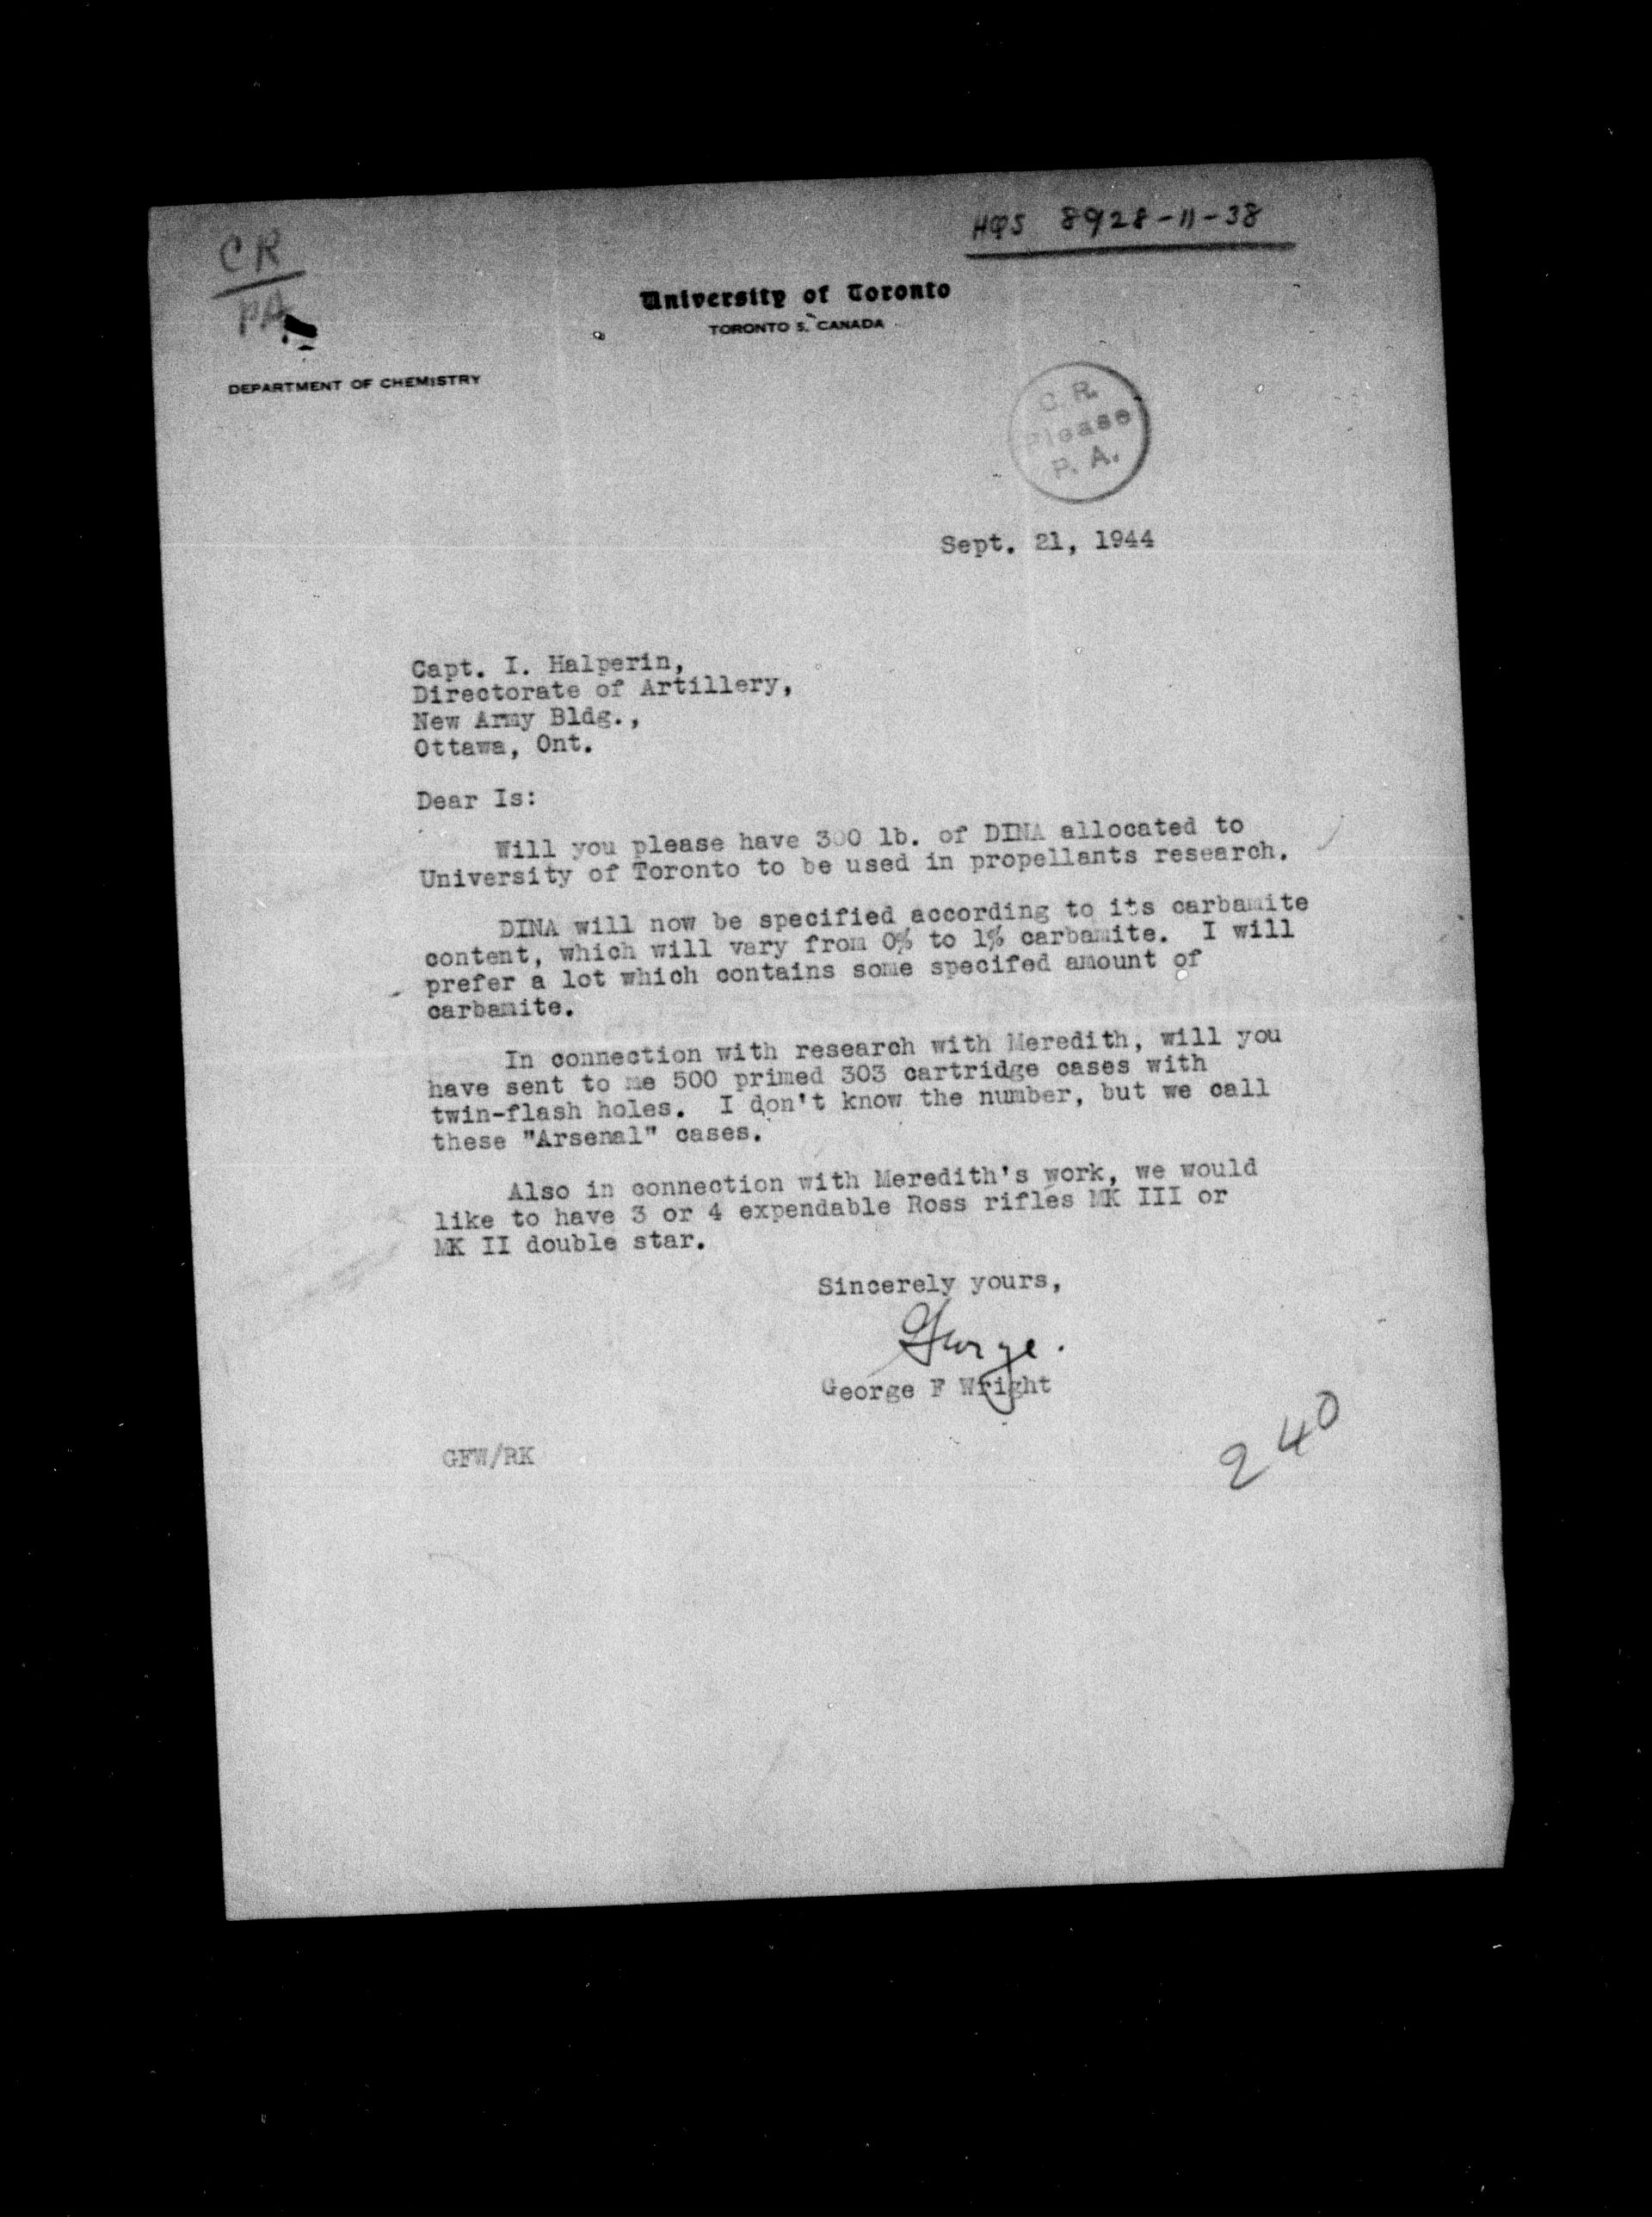 HQS 8928-11-38
CR
PA
University of Toronto
TORONTO 5, CANADA
DEPARTMENT OF CHEMISTRY
C. R.
Please
P. A.
Sept. 21, 1944
Capt. I. Halperin,
Directorate of Artillery,
New Army Bldg.,
Ottawa, Ont.
Dear Is:
Will you please have 300 lb. of DINA allocated to
University of Toronto to be used in propellants research.
DINA will now be specified according to its carbamite
content, which will vary from 0% to 1% carbamite. I will
prefer a lot which contains some specifed amount of
carbamite.
In connection with research with Meredith, will you
have sent to me 500 primed 303 cartridge cases with
twin-flash holes. I don't know the number, but we call
these "Arsenal" cases.
Also in connection with Meredith's work, we would
like to have 3 or 4 expendable Ross rifles MK III or
MK II double star.
Sincerely yours,
George.
George F Wright
GFW/RK
240